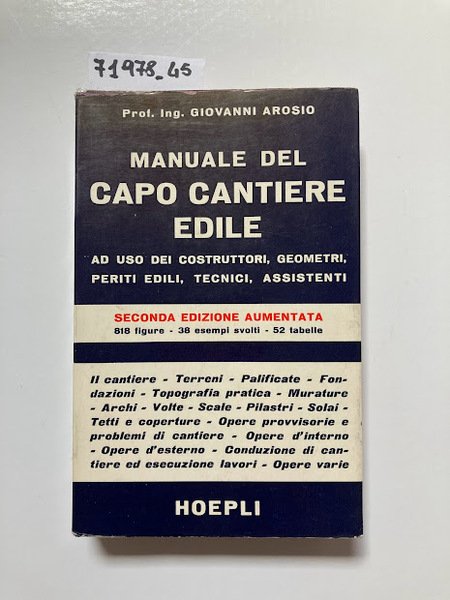 71978_45
Prof. Ing. GIOVANNI AROSIO
MANUALE DEL
CAPO CANTIERE
EDILE
AD USO DEI COSTRUTTORI, GEOMETRI,
PERITI EDILI, TECNICI, ASSISTENTI
SECONDA EDIZIONE AUMENTATA
818 figure - 38 esempi svolti - 52 tabelle
Il cantiere - Terreni - Palificate - Fon-
dazioni - Topografia pratica - Murature
- Archi - Volte - Scale - Pilastri - Solai -
Tetti e coperture - Opere provvisorie e
problemi di cantiere - Opere d'interno
- Opere d'esterno - Conduzione di can-
tiere ed esecuzione lavori - Opere varie
HOEPLI